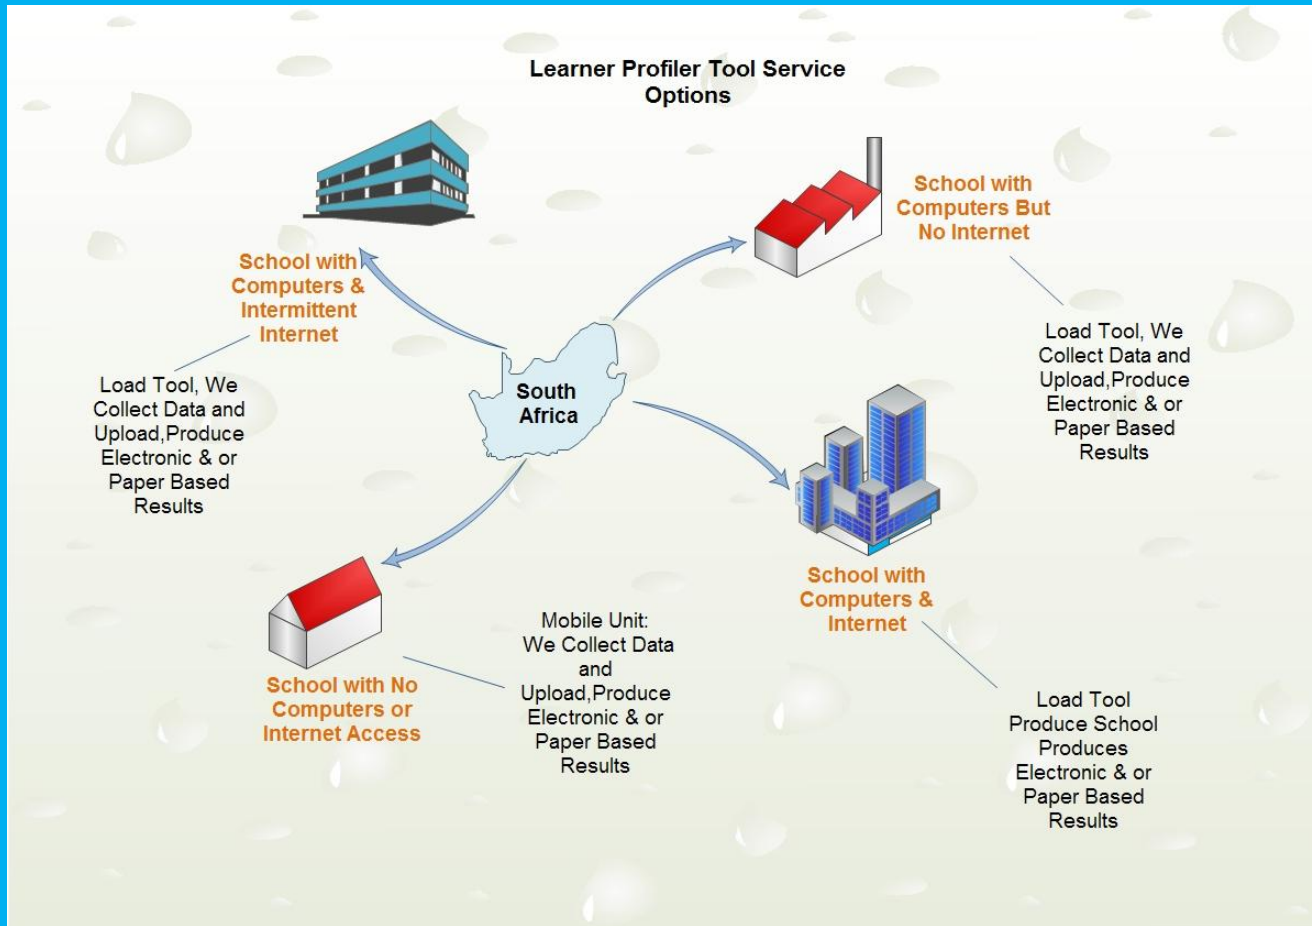 Learner Profiler Tool Service
Options
School with
Computers &
Intermittent
Internet
Load Tool, We
Collect Data and
Upload,Produce
Electronic & or
Paper Based
Results
School with
Computers But
No Internet
Load Tool, We
Collect Data and
Upload,Produce
Electronic & or
Paper Based
Results
South
Africa
School with
Computers &
Internet
Load Tool
Produce School
Produces
Electronic & or
Paper Based
Results
School with No
Computers or
Internet Access
Mobile Unit:
We Collect Data
and
Upload,Produce
Electronic & or
Paper Based
Results